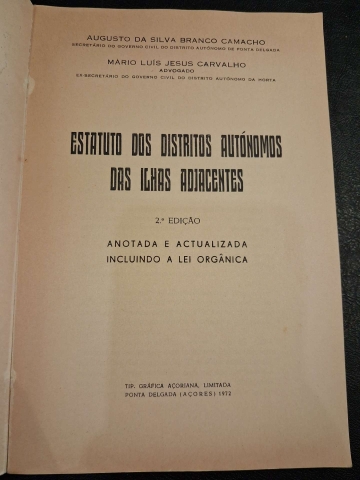 AUGUSTO DA SILVA BRANCO CAMACHO
SECRETÁRIO DO GOVERNO CIVIL DO DISTRITO AUTÓNOMO DE PONTA DELGADA
MÁRIO LUÍS JESUS CARVALHO
ADVOGADO
EX-SECRETÁRIO DO GOVERNO CIVIL DO DISTRITO AUTÓNOMO DA HORTA
ESTATUTO DOS DISTRITOS AUTÓNOMOS
DAS ILHAS ADJACENTES
2.ª EDIÇÃO
ANOTADA E ACTUALIZADA
INCLUINDO A LEI ORGÂNICA
TIP. GRÁFICA AÇORIANA, LIMITADA
PONTA DELGADA (AÇORES) 1972